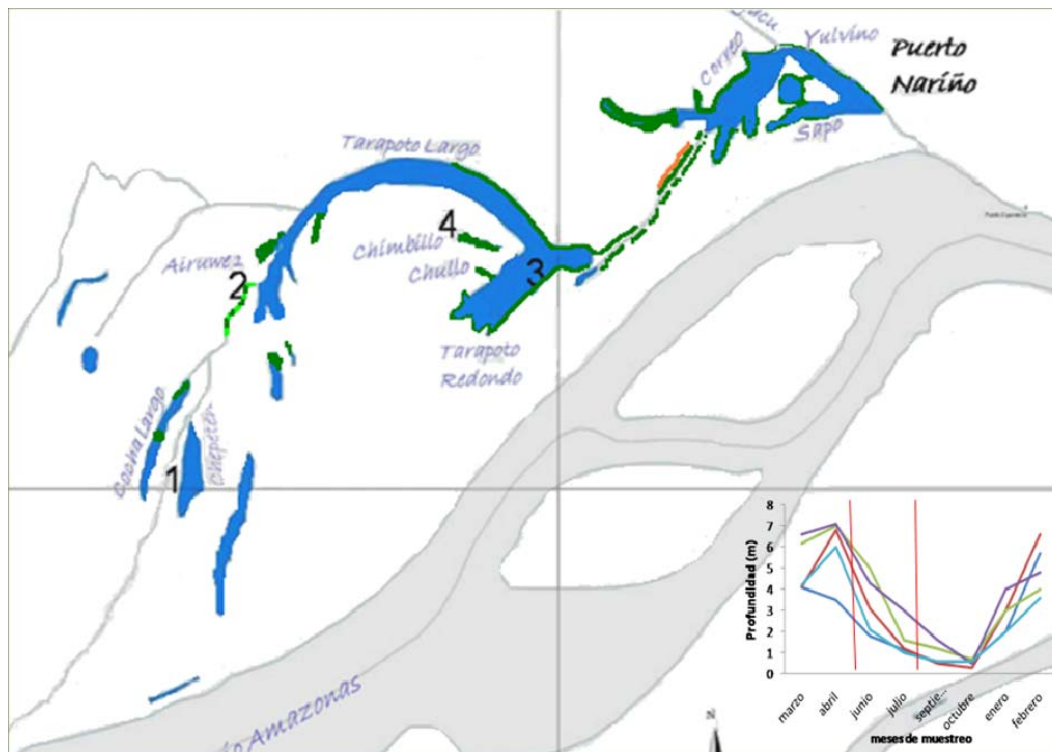 Yulvino
Puerto
Nariño
Correo
Sapo
Tarapoto Largo
4
Chimbillo
Chullo
Airuwez
2
3
Tarapoto
Redondo
Cocha Largo
Chepeten
1
Amazonas
N
8
7
6
5
4
3
2
1
0
Profundidad (m)
marzo
abril
junio
julio
septie...
octubre
enero
febrero
meses de muestreo